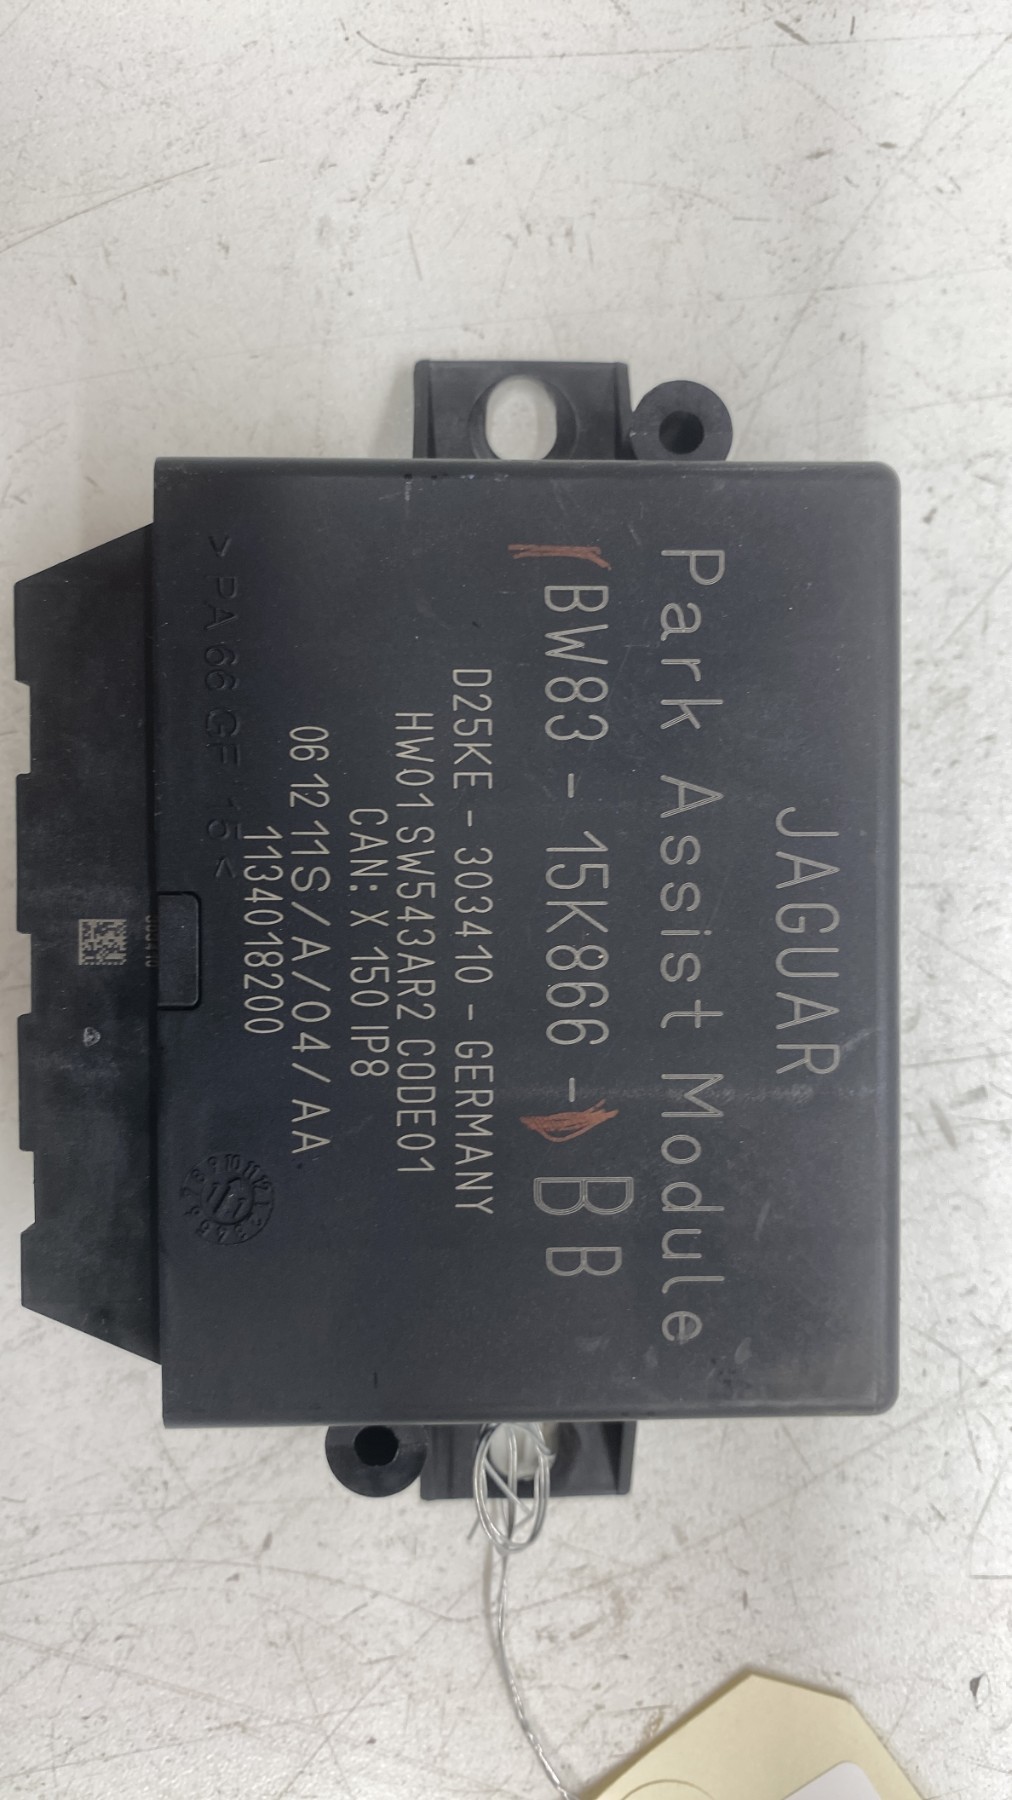 JAGUAR
Park Assist Module
BW83 - 15K866 - BB
D25KE - 303410 - GERMANY
HW01 SW543AR2 CODE01
CAN: X 150 IP8
06 12 11S/A/04/ AA
1134018200
>PA 66 GF 15<